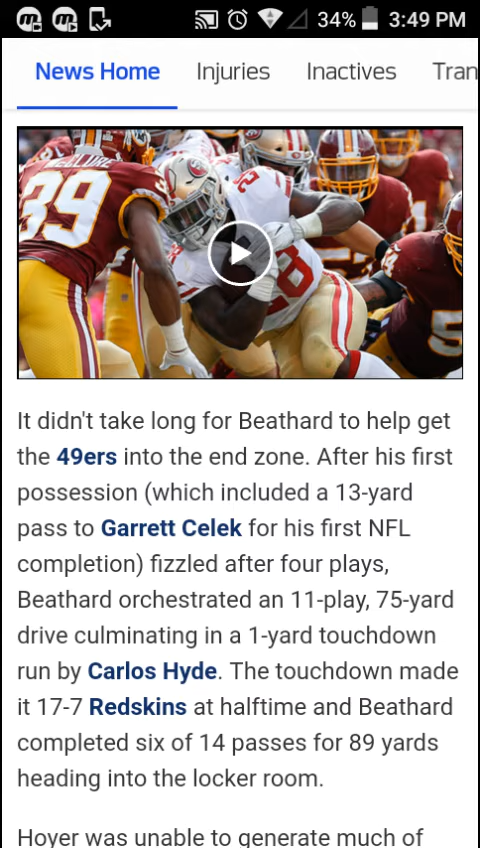 34% 3:49 PM
News Home Injuries Inactives Tran
39
28
5
It didn't take long for Beathard to help get
the 49ers into the end zone. After his first
possession (which included a 13-yard
pass to Garrett Celek for his first NFL
completion) fizzled after four plays,
Beathard orchestrated an 11-play, 75-yard
drive culminating in a 1-yard touchdown
run by Carlos Hyde. The touchdown made
it 17-7 Redskins at halftime and Beathard
completed six of 14 passes for 89 yards
heading into the locker room.
Hoyer was unable to generate much of